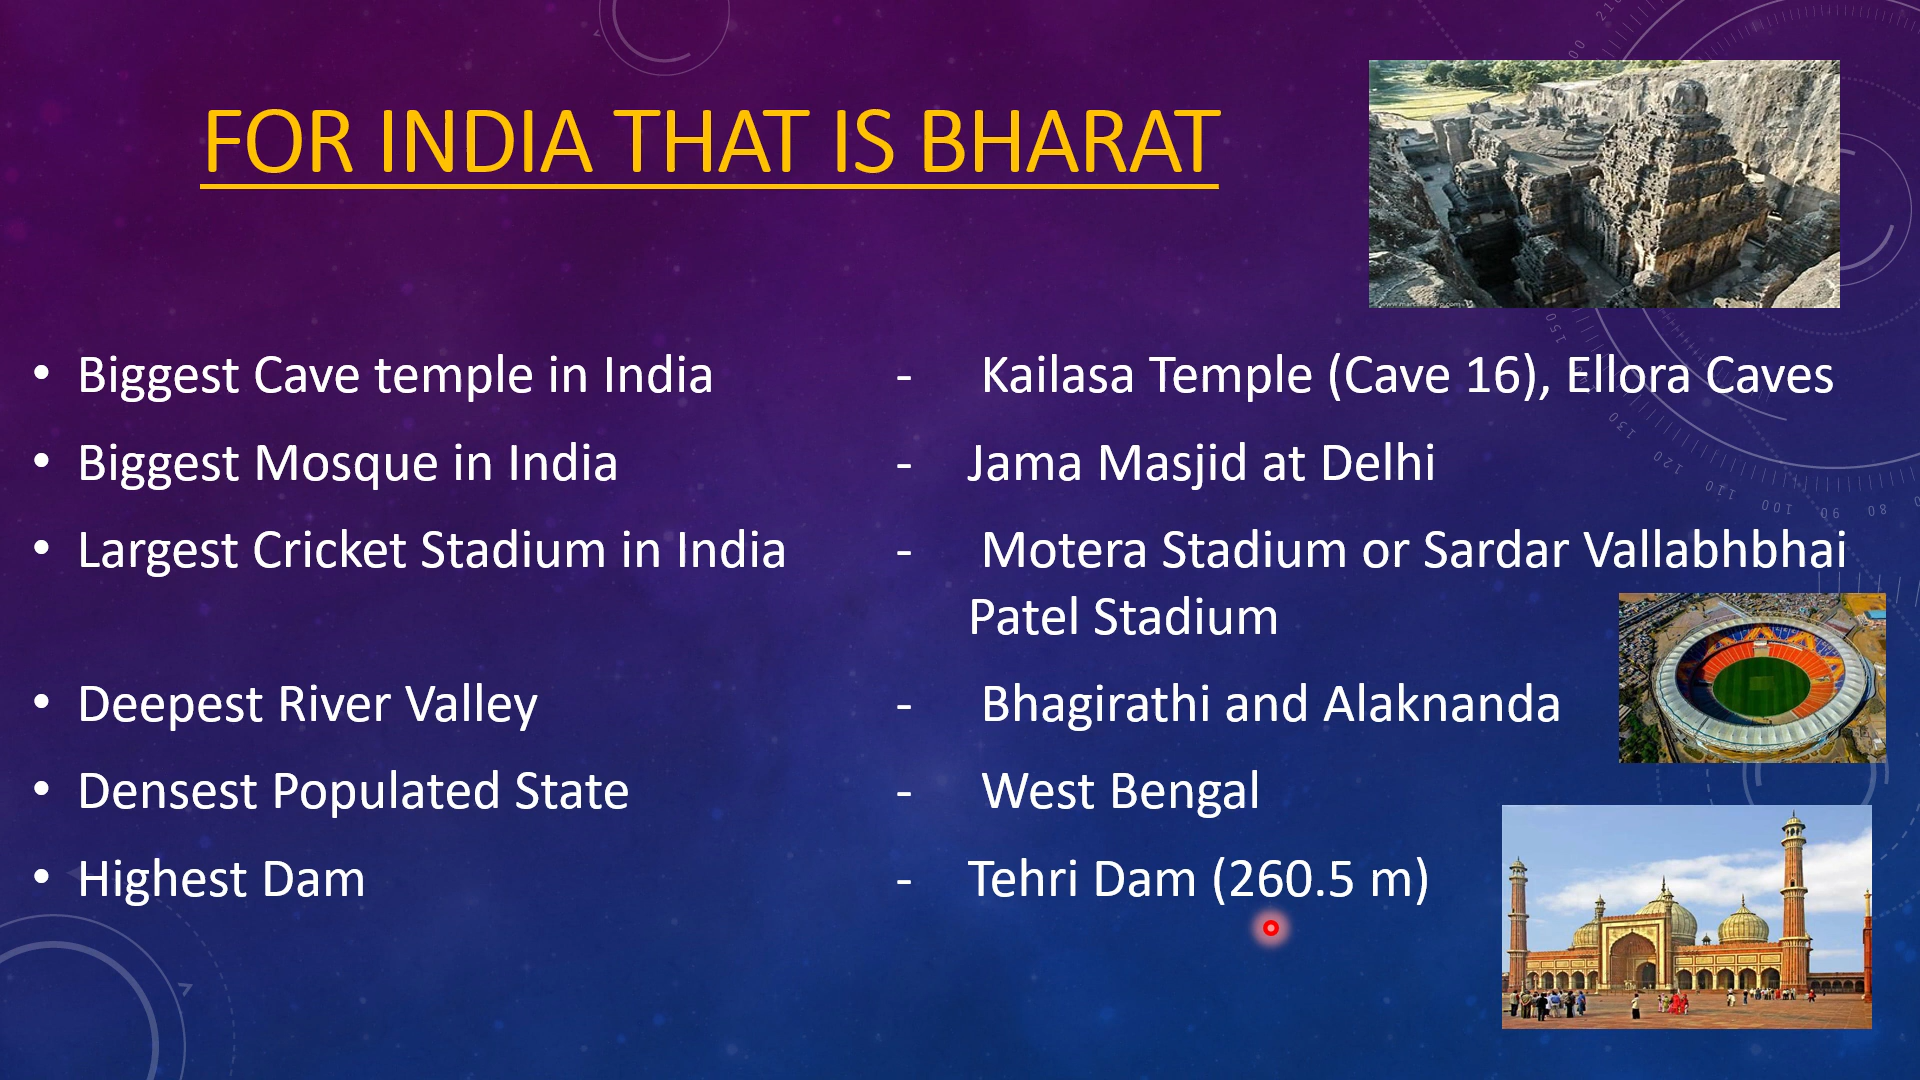 FOR INDIA THAT IS BHARAT
• Biggest Cave temple in India - Kailasa Temple (Cave 16), Ellora Caves
• Biggest Mosque in India - Jama Masjid at Delhi
• Largest Cricket Stadium in India - Motera Stadium or Sardar Vallabhbhai
Patel Stadium
• Deepest River Valley - Bhagirathi and Alaknanda
• Densest Populated State - West Bengal
• Highest Dam - Tehri Dam (260.5 m)